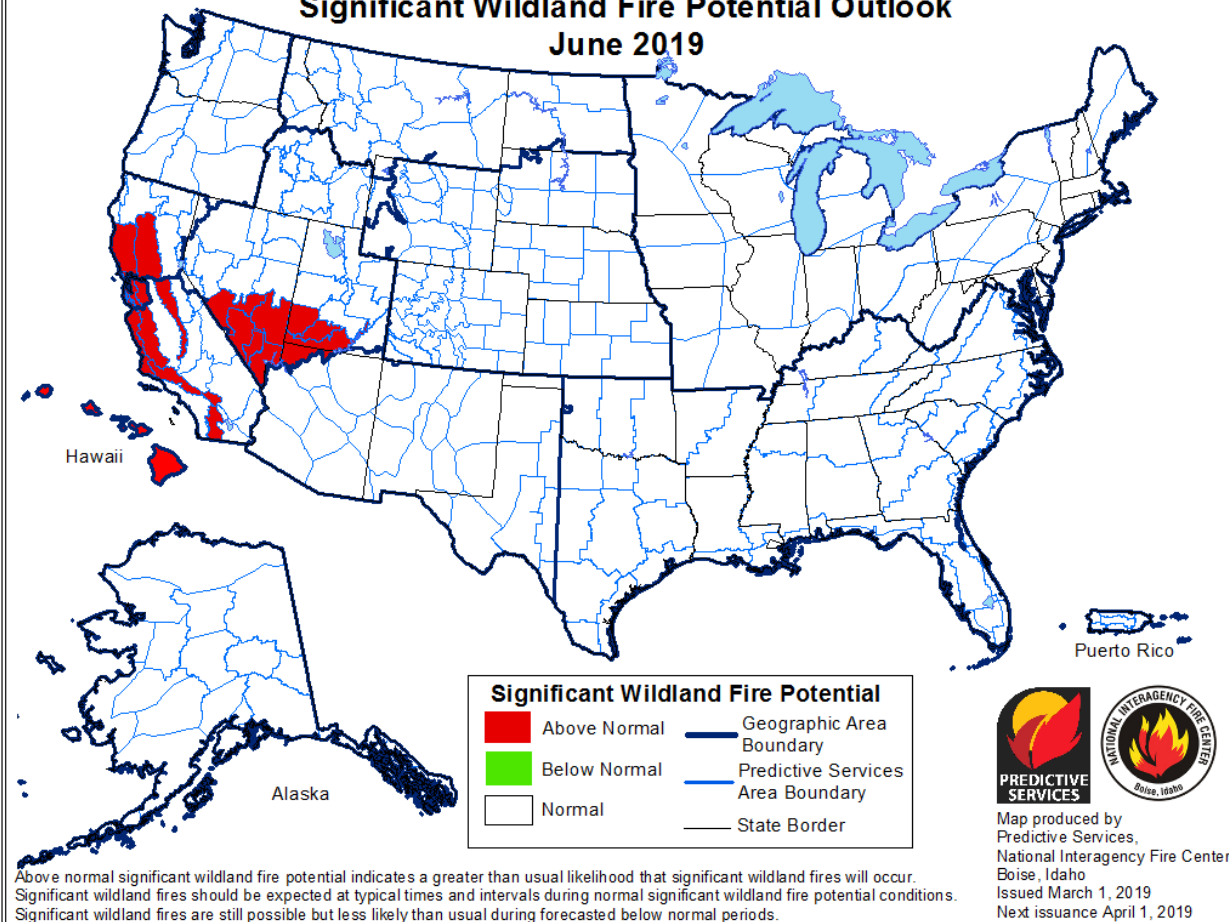 Significant Wildland Fire Potential Outlook
June 2019
Hawaii
Puerto Rico
Alaska
Significant Wildland Fire Potential
Above Normal
Below Normal
Normal
Geographic Area
Boundary
Predictive Services
Area Boundary
State Border
PREDICTIVE
SERVICES
NATIONAL INTERAGENCY FIRE CENTER
Boise, Idaho
Map produced by
Predictive Services,
National Interagency Fire Center
Boise, Idaho
Issued March 1, 2019
Next issuance April 1, 2019
Above normal significant wildland fire potential indicates a greater than usual likelihood that significant wildland fires will occur.
Significant wildland fires should be expected at typical times and intervals during normal significant wildland fire potential conditions.
Significant wildland fires are still possible but less likely than usual during forecasted below normal periods.